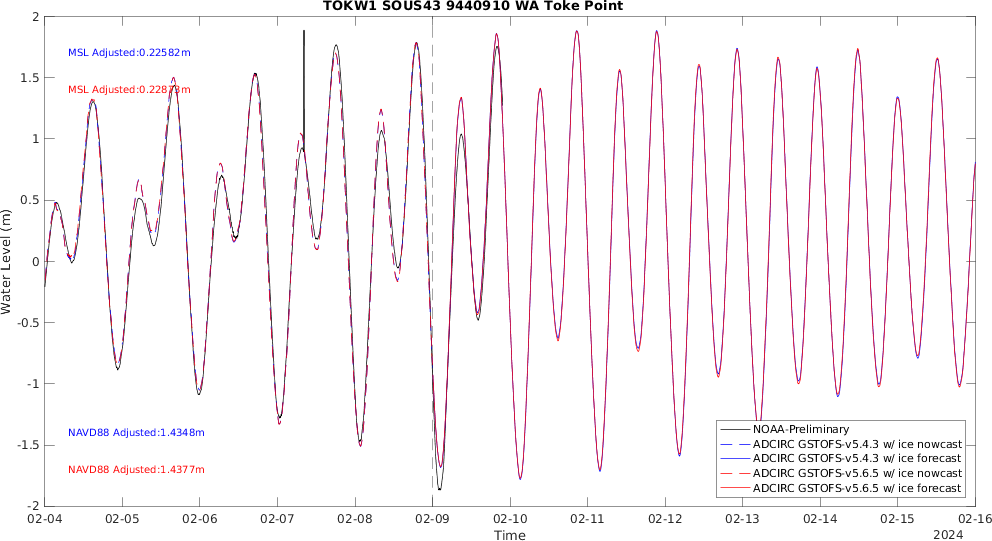 TOKW1 SOUS43 9440910 WA Toke Point
MSL Adjusted:0.22582m
MSL Adjusted:0.22873m
NAVD88 Adjusted:1.4348m
NAVD88 Adjusted:1.4377m
Water Level (m)
2
1.5
1
0.5
0
-0.5
-1
-1.5
-2
NOAA-Preliminary
ADCIRC GSTOFS-v5.4.3 w/ ice nowcast
ADCIRC GSTOFS-v5.4.3 w/ ice forecast
ADCIRC GSTOFS-v5.6.5 w/ ice nowcast
ADCIRC GSTOFS-v5.6.5 w/ ice forecast
02-04 02-05 02-06 02-07 02-08 02-09 02-10 02-11 02-12 02-13 02-14 02-15 02-16
Time
2024